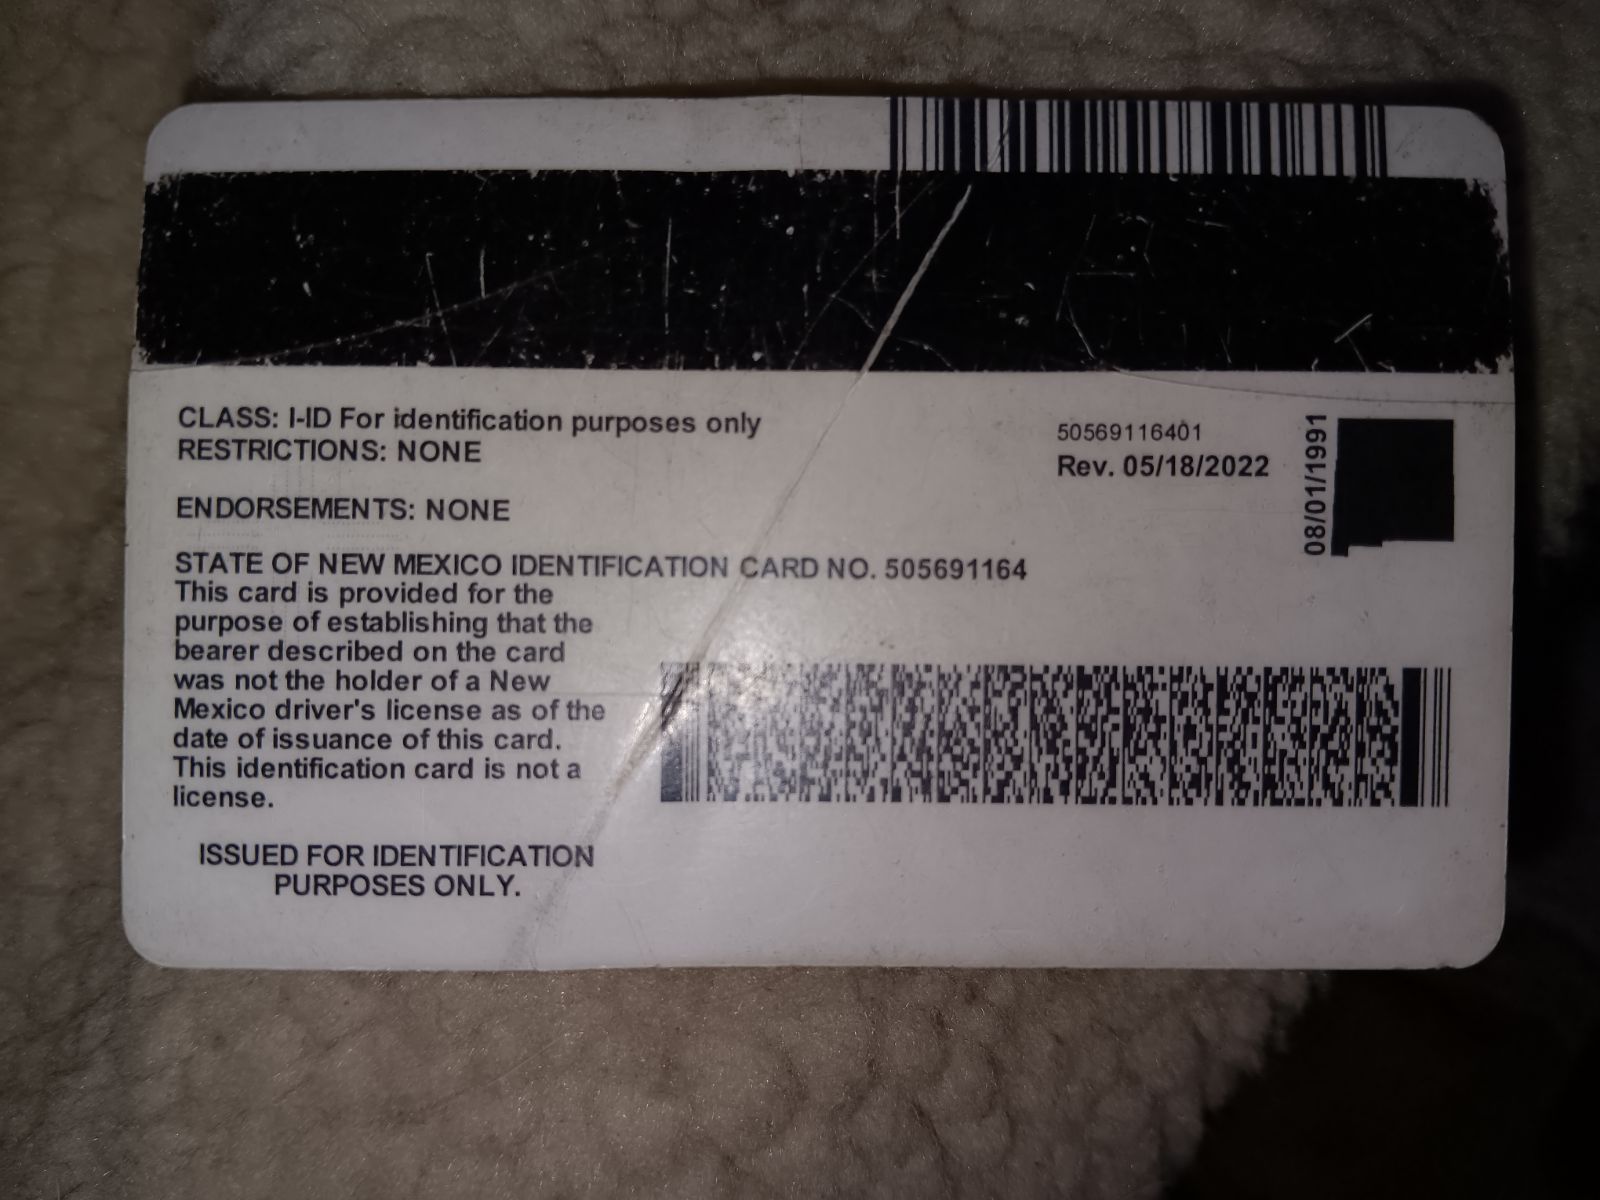 CLASS: I-ID For identification purposes only
RESTRICTIONS: NONE
ENDORSEMENTS: NONE
50569116401
Rev. 05/18/2022
08/01/1991
STATE OF NEW MEXICO IDENTIFICATION CARD NO. 505691164
This card is provided for the
purpose of establishing that the
bearer described on the card
was not the holder of a New
Mexico driver's license as of the
date of issuance of this card.
This identification card is not a
license.
ISSUED FOR IDENTIFICATION
PURPOSES ONLY.